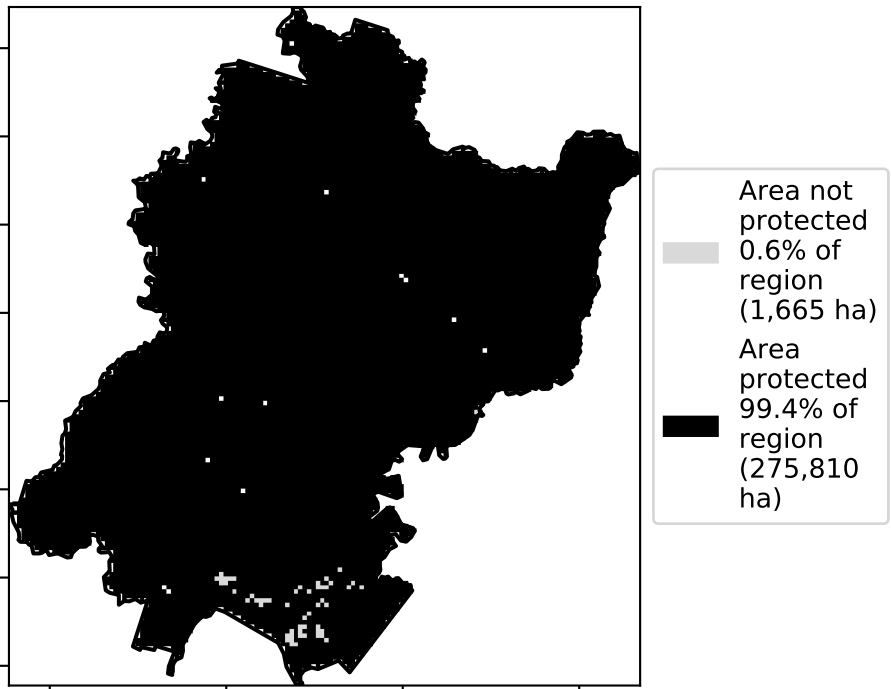 Area not
protected
0.6% of
region
(1,665 ha)
Area
protected
99.4% of
region
(275,810
ha)